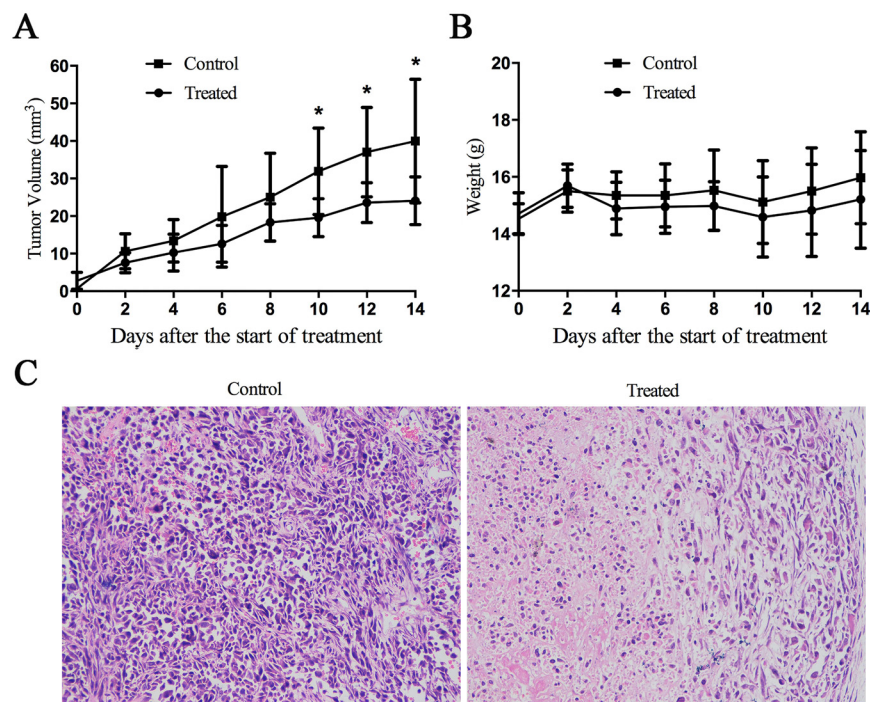 A
Control
Treated
Tumor Volume (mm³)
60
50
40
30
20
10
0
* * *
0 2 4 6 8 10 12 14
Days after the start of treatment
B
Control
Treated
Weight (g)
20
18
16
14
12
0 2 4 6 8 10 12 14
Days after the start of treatment
C
Control
Treated